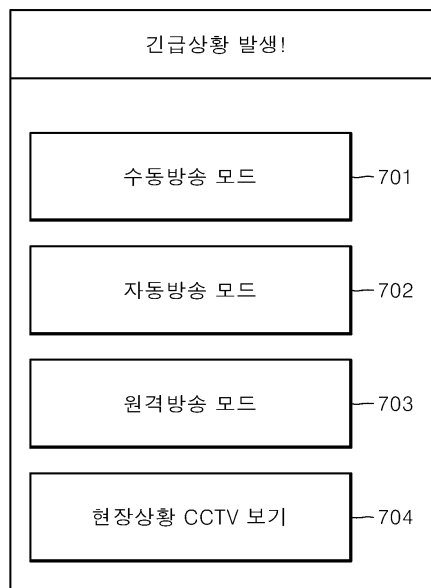 긴급상황 발생!
수동방송 모드
701
자동방송 모드
702
원격방송 모드
703
현장상황 CCTV 보기
704